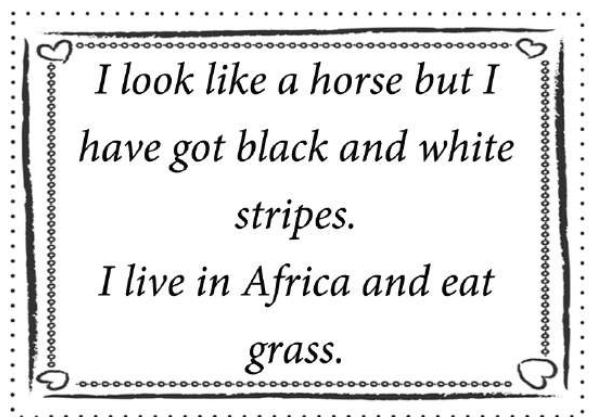 I look like a horse but I
have got black and white
stripes.
I live in Africa and eat
grass.